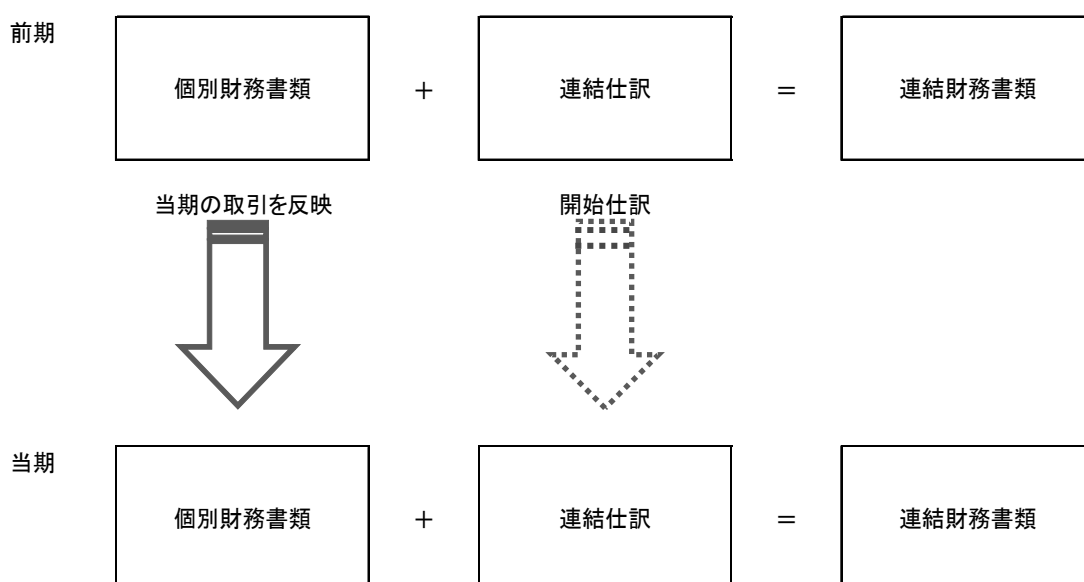 前期
個別財務書類 + 連結仕訳 = 連結財務書類
当期の取引を反映 開始仕訳
当期
個別財務書類 + 連結仕訳 = 連結財務書類